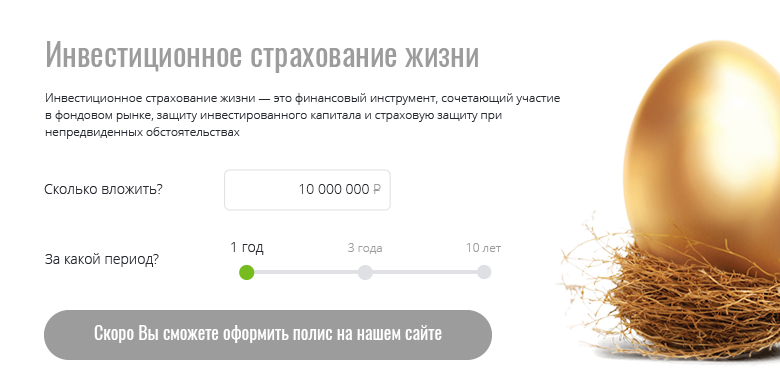 Инвестиционное страхование жизни
Инвестиционное страхование жизни — это финансовый инструмент, сочетающий участие
в фондовом рынке, защиту инвестированного капитала и страховую защиту при
непредвиденных обстоятельствах
Сколько вложить? 10 000 000 ₽
1 год 3 года 10 лет
За какой период?
Скоро Вы сможете оформить полис на нашем сайте